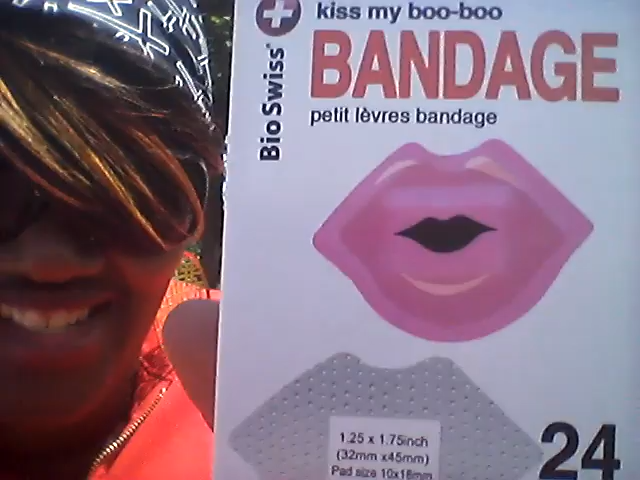 kiss my boo-boo
BANDAGE
petit lèvres bandage
BioSwiss
1.25 x 1.75inch
(32mm x45mm)
Pad size 10x18mm
24